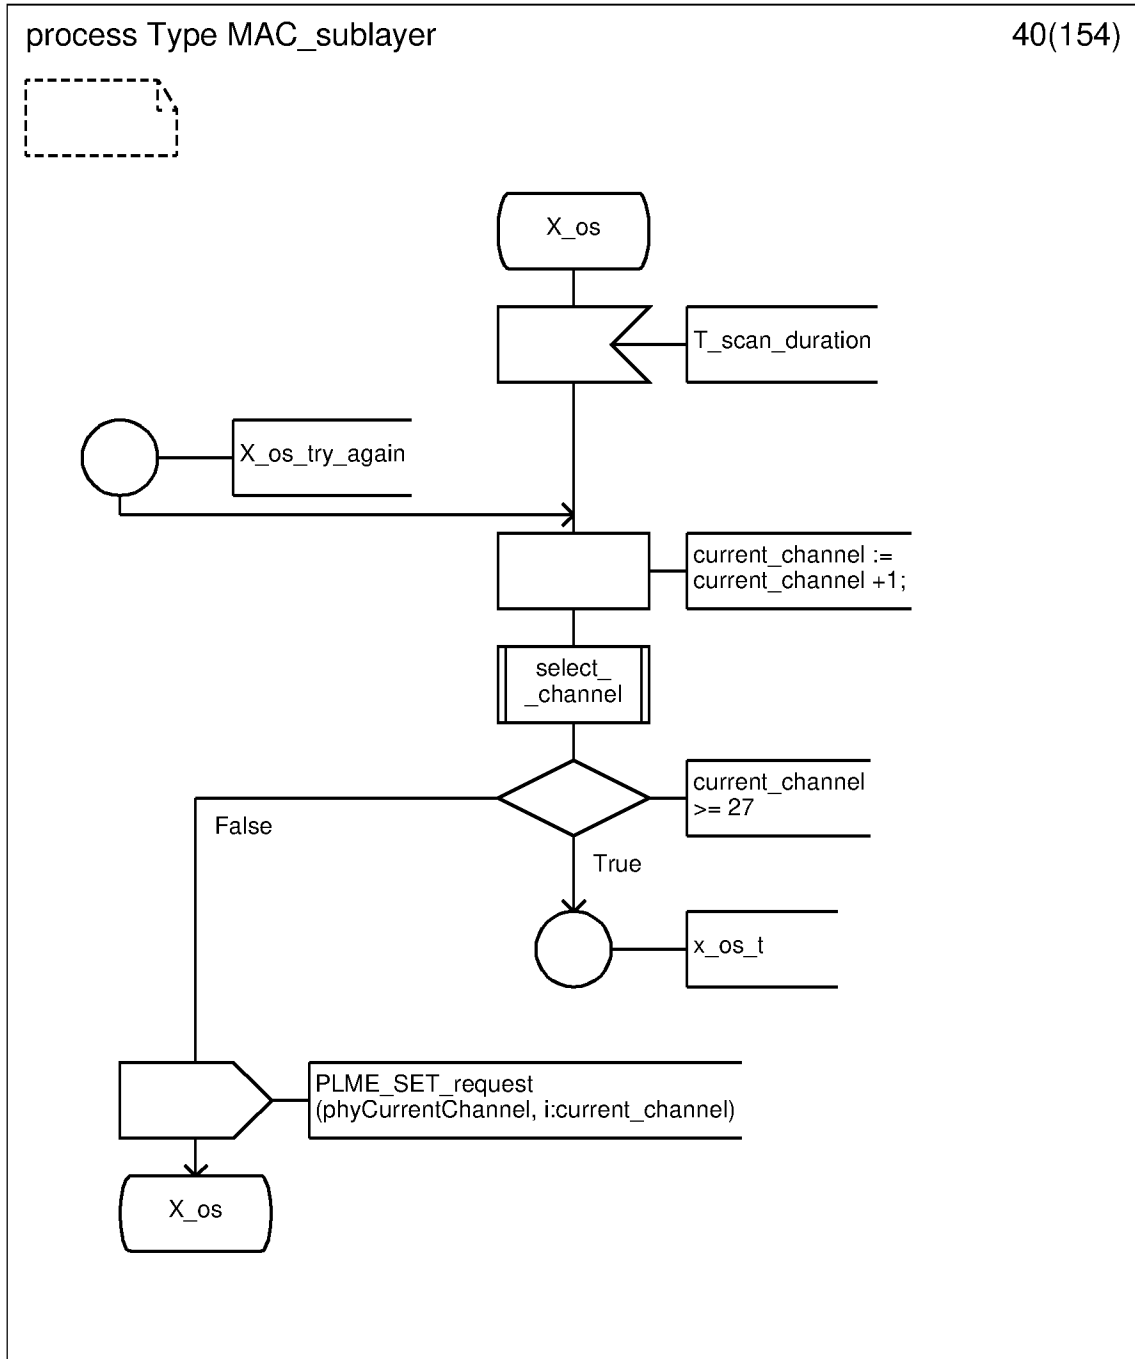 process Type MAC_sublayer
40(154)
X_os
T_scan_duration
X_os_try_again
current_channel :=
current_channel +1;
select_
_channel
current_channel
>= 27
False
True
x_os_t
PLME_SET_request
(phyCurrentChannel, i:current_channel)
X_os